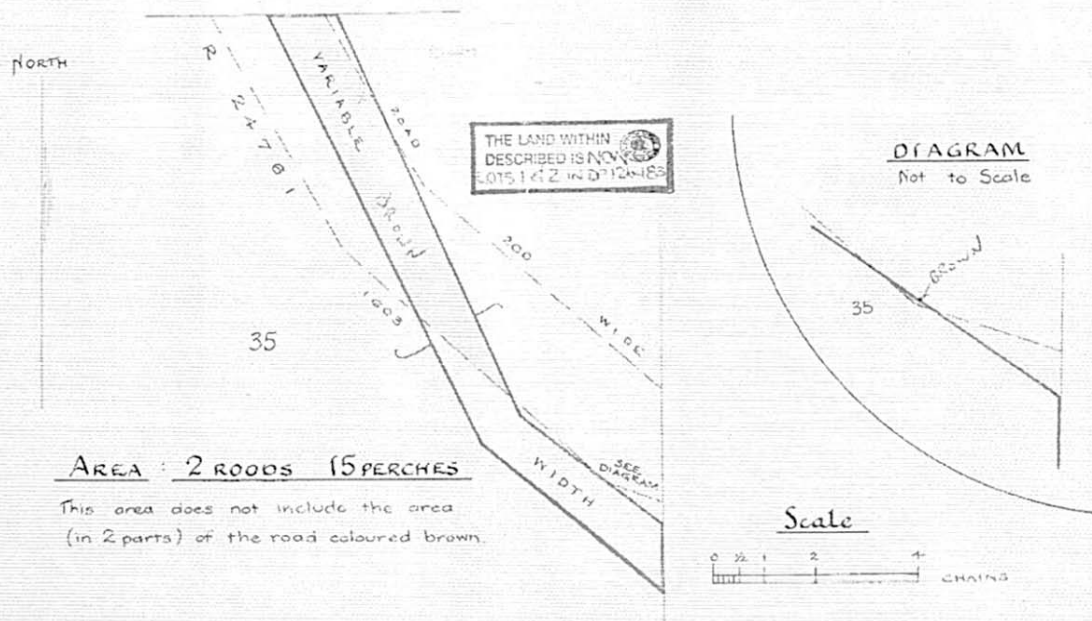 NORTH
R 24781
1603
VARIABLE
BROWN
ROAD
200
WIDE
THE LAND WITHIN
DESCRIBED IS NOW
LOTS 1 & 2 IN DP
DIAGRAM
Not to Scale
BROWN
35
35
WIDTH
SEE
DIAGRAM
AREA : 2 ROODS 15 PERCHES
This area does not include the area
(in 2 parts) of the road coloured brown.
Scale
0 ½ 1 2 4
CHAINS